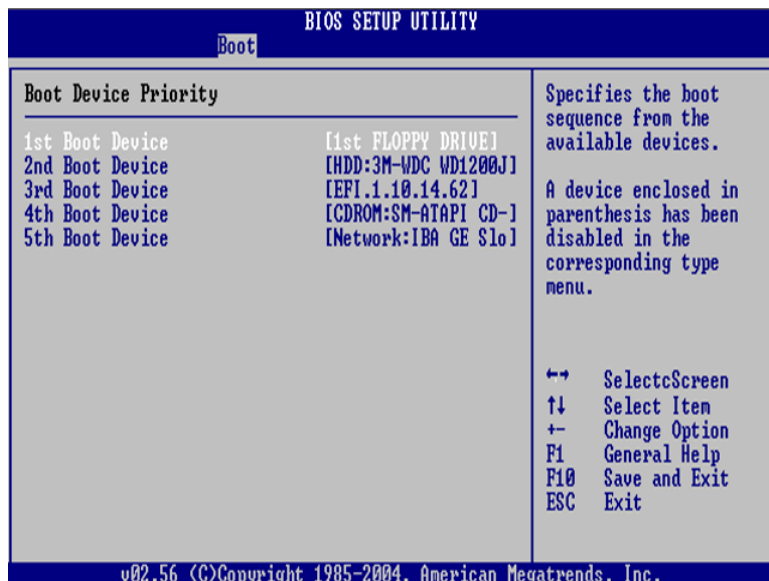 BIOS SETUP UTILITY
Boot
Boot Device Priority
1st Boot Device [1st FLOPPY DRIVE]
2nd Boot Device [HDD:3M-WDC WD1200J]
3rd Boot Device [EFI.1.10.14.62]
4th Boot Device [CDROM:SM-ATAPI CD-]
5th Boot Device [Network:IBA GE Slo]
Specifies the boot
sequence from the
available devices.
A device enclosed in
parenthesis has been
disabled in the
corresponding type
menu.
←→ SelectcScreen
↑↓ Select Item
+- Change Option
F1 General Help
F10 Save and Exit
ESC Exit
v02.56 (C)Copyright 1985-2004, American Megatrends, Inc.